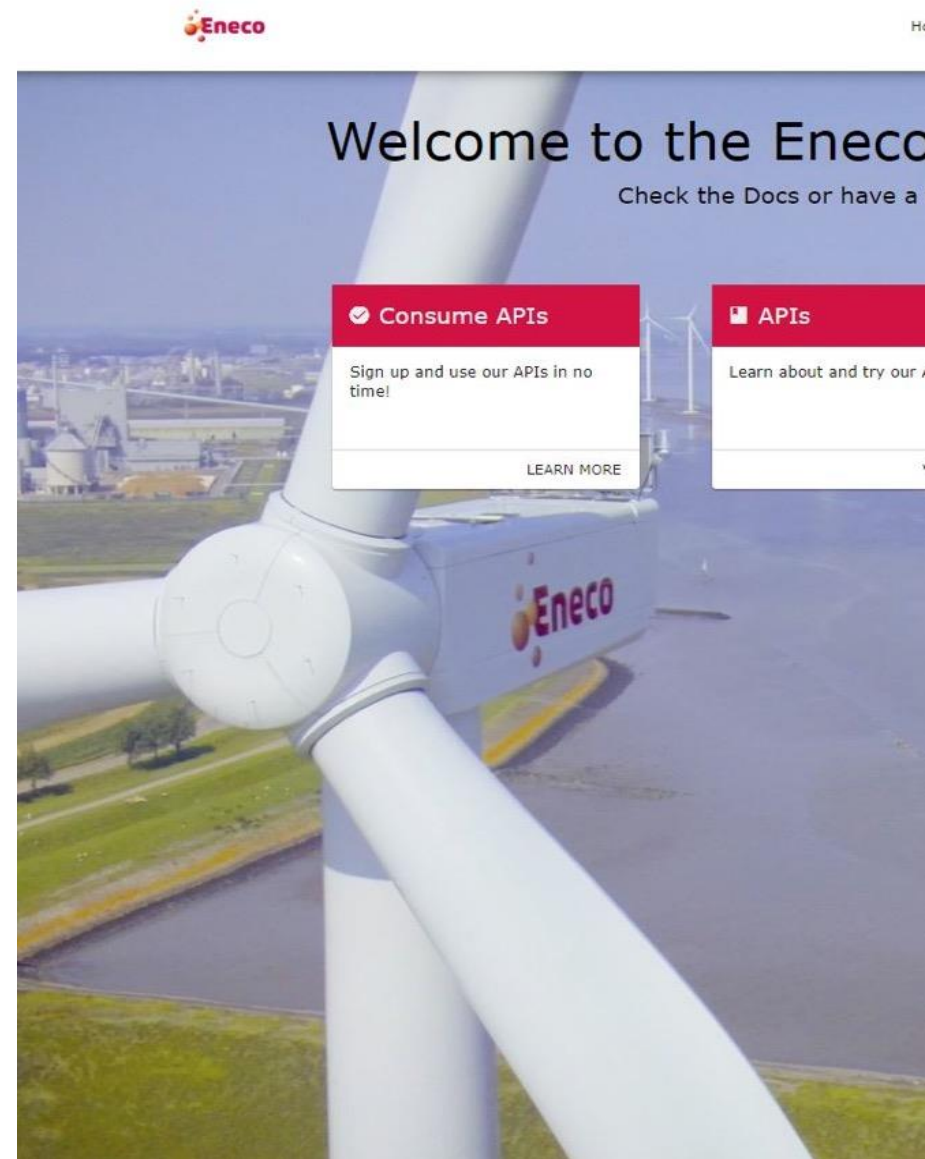 Eneco
Welcome to the Eneco
Check the Docs or have a
Consume APIs
APIs
Sign up and use our APIs in no
time!
Learn about and try our
LEARN MORE
Eneco